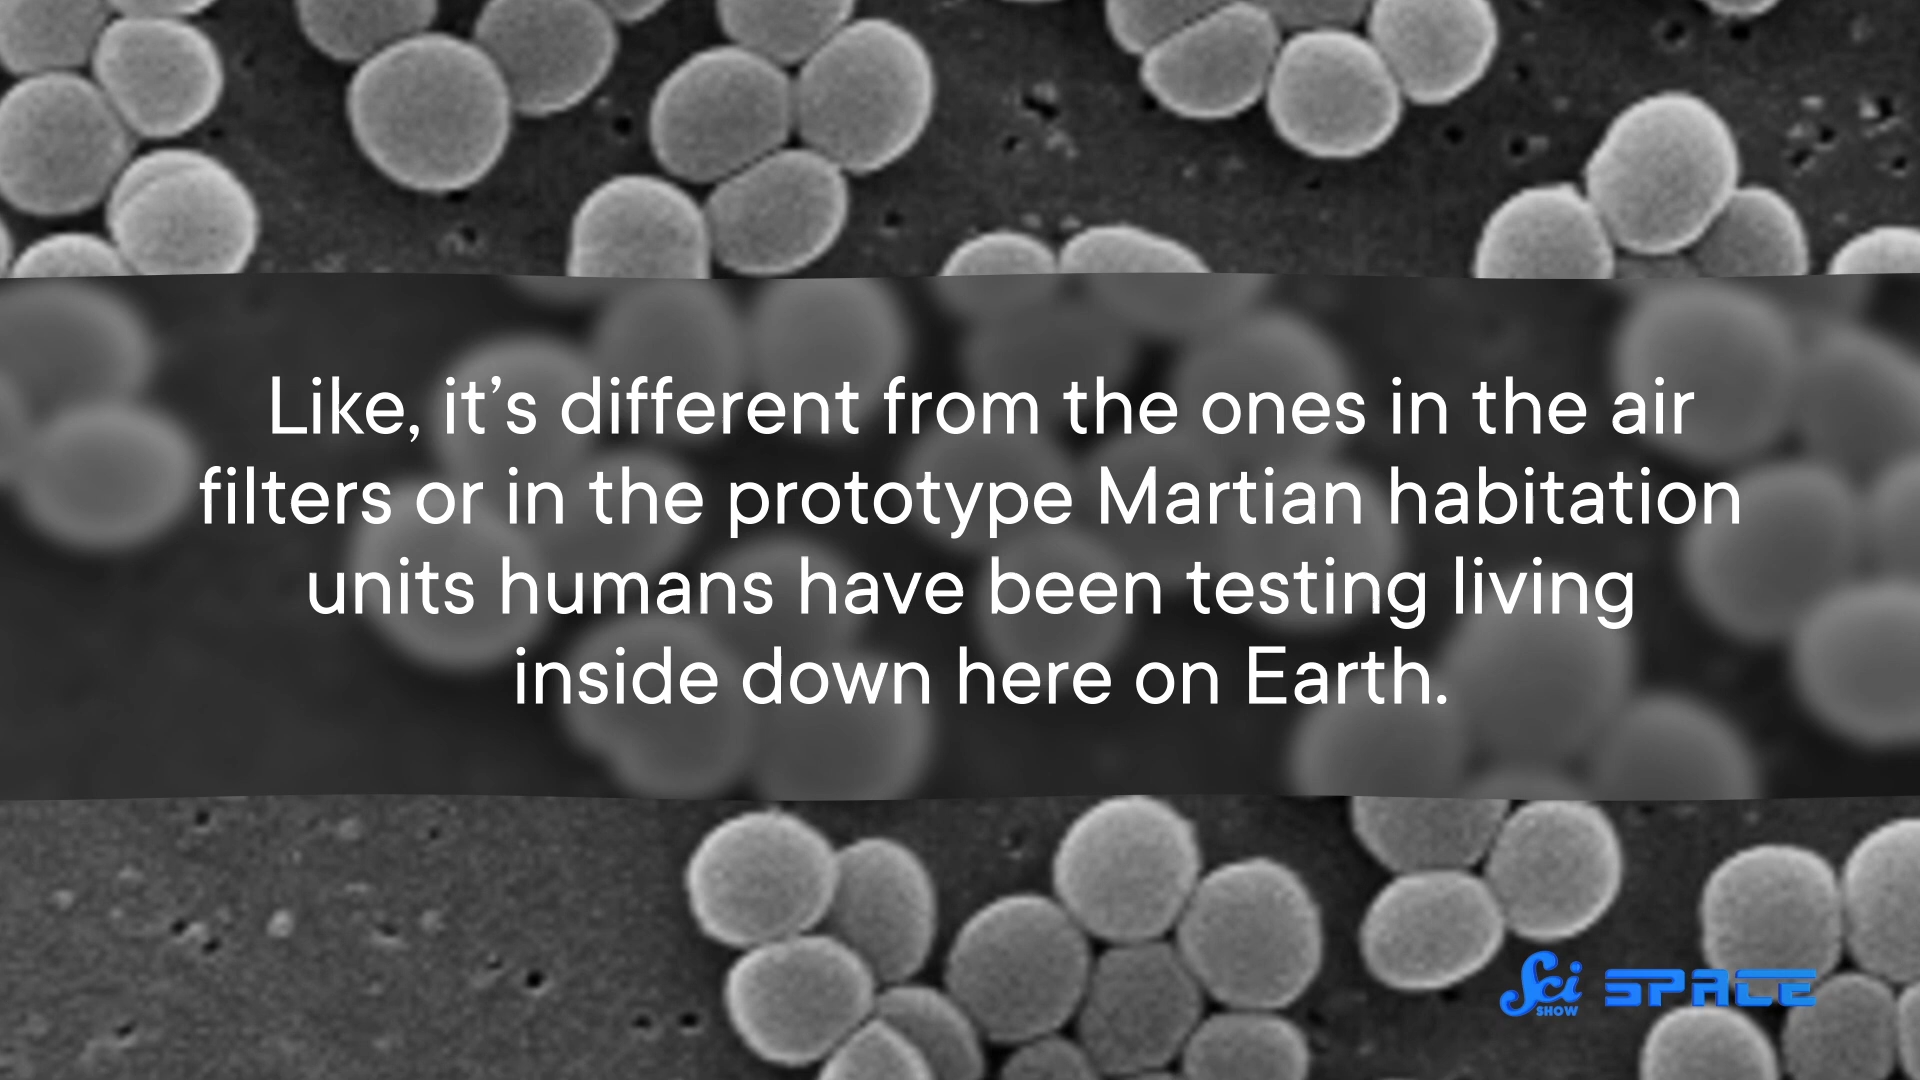 Like, it’s different from the ones in the air
filters or in the prototype Martian habitation
units humans have been testing living
inside down here on Earth.
Sci SHOW SPACE